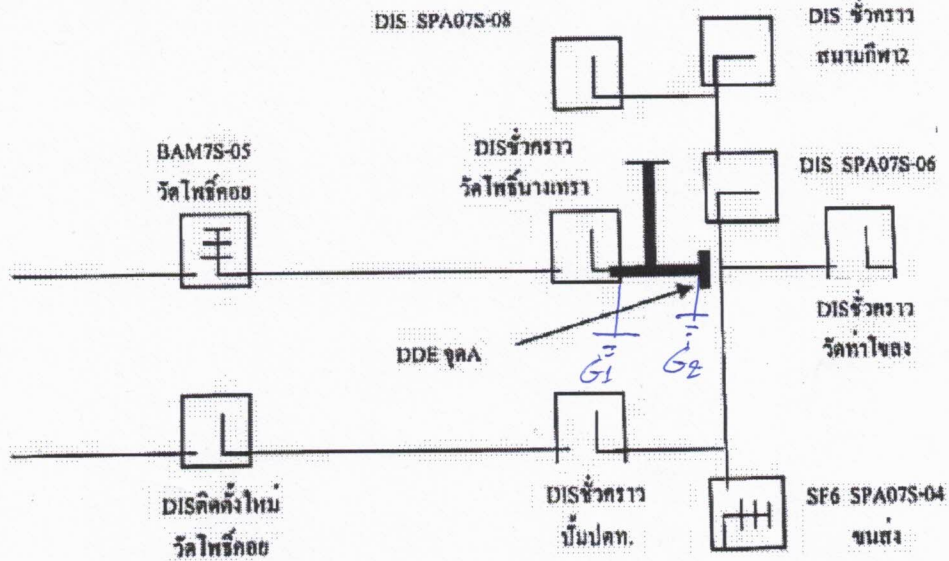 DIS SPA07S-08
DIS ชั่วคราว
สนามกีฬา2
BAM7S-05
วัดโพธิ์คอย
DISชั่วคราว
วัดโพธิ์นางเทรา
DIS SPA07S-06
DISชั่วคราว
วัดท่าโขลง
DDE จุดA
G1
G2
DISติดตั้งใหม่
วัดโพธิ์คอย
DISชั่วคราว
ปั๊มปตท.
SF6 SPA07S-04
ขนส่ง